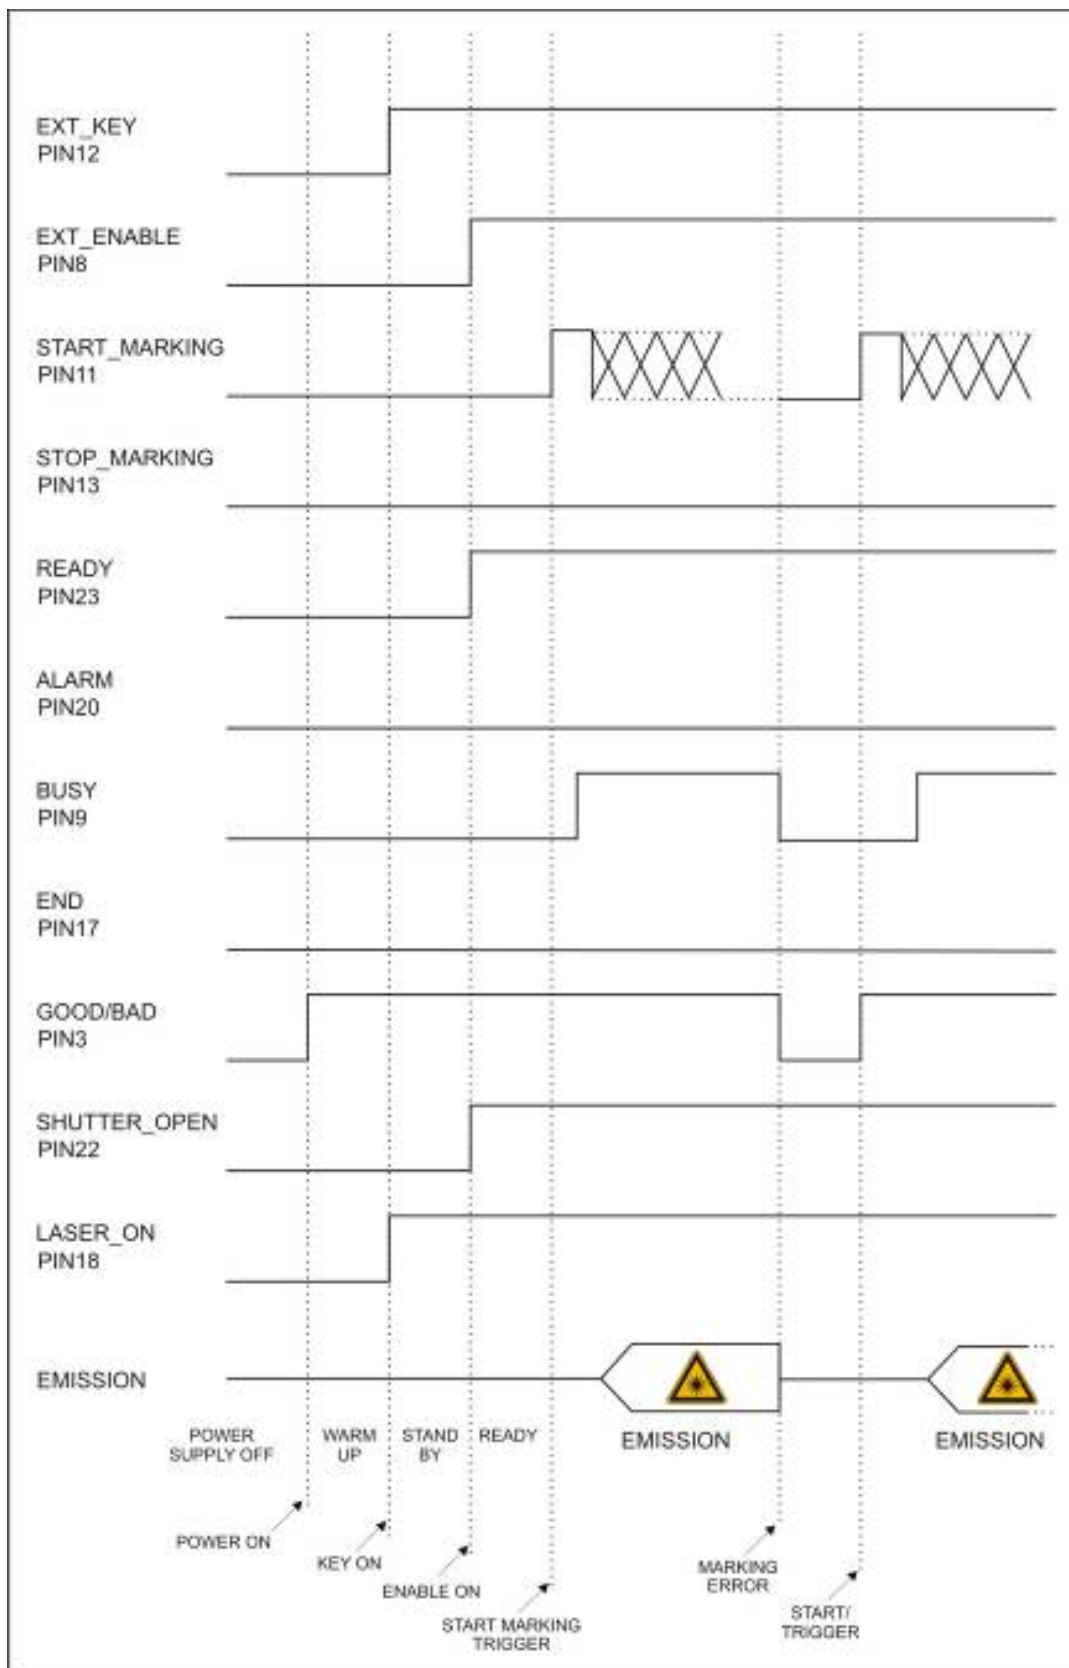 EXT_KEY
PIN12
EXT_ENABLE
PIN8
START_MARKING
PIN11
STOP_MARKING
PIN13
READY
PIN23
ALARM
PIN20
BUSY
PIN9
END
PIN17
GOOD/BAD
PIN3
SHUTTER_OPEN
PIN22
LASER_ON
PIN18
EMISSION
POWER
SUPPLY OFF
WARM
UP
STAND
BY
READY
EMISSION
EMISSION
POWER ON
KEY ON
ENABLE ON
START MARKING
TRIGGER
MARKING
ERROR
START/
TRIGGER